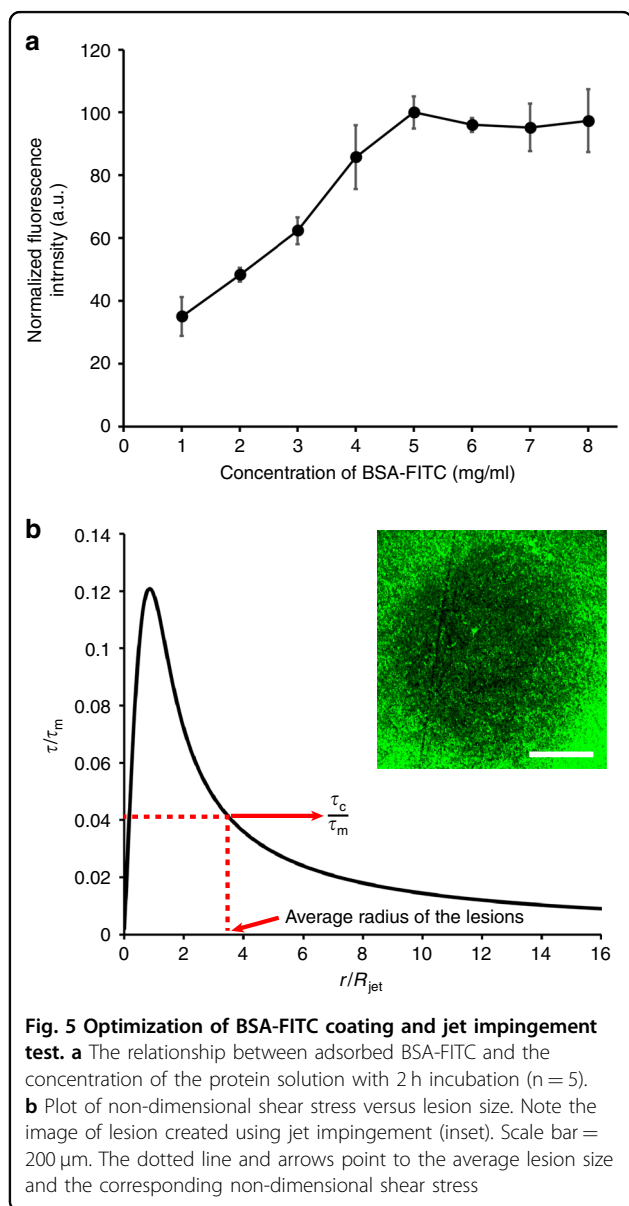 a
120
100
80
60
40
20
0
Normalized fluorescence
intrnsity (a.u.)
0 1 2 3 4 5 6 7 8
Concentration of BSA-FITC (mg/ml)
b
0.14
0.12
0.1
0.08
0.06
0.04
0.02
0
τ/τm
τc
τm
Average radius of the lesions
0 2 4 6 8 10 12 14 16
r/Rjet
Fig. 5 Optimization of BSA-FITC coating and jet impingement
test. a The relationship between adsorbed BSA-FITC and the
concentration of the protein solution with 2 h incubation (n = 5).
b Plot of non-dimensional shear stress versus lesion size. Note the
image of lesion created using jet impingement (inset). Scale bar =
200 μm. The dotted line and arrows point to the average lesion size
and the corresponding non-dimensional shear stress